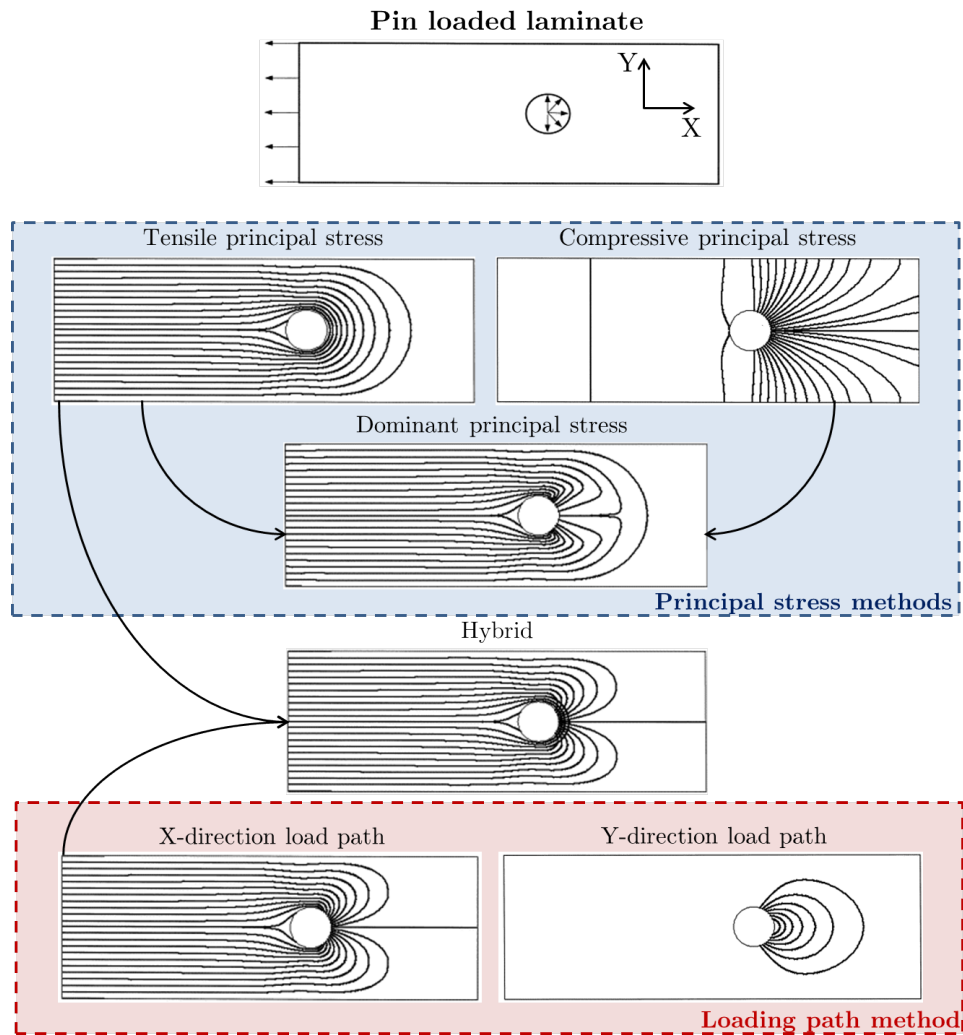 Pin loaded laminate
Y
X
Tensile principal stress
Compressive principal stress
Dominant principal stress
Principal stress methods
Hybrid
X-direction load path
Y-direction load path
Loading path method